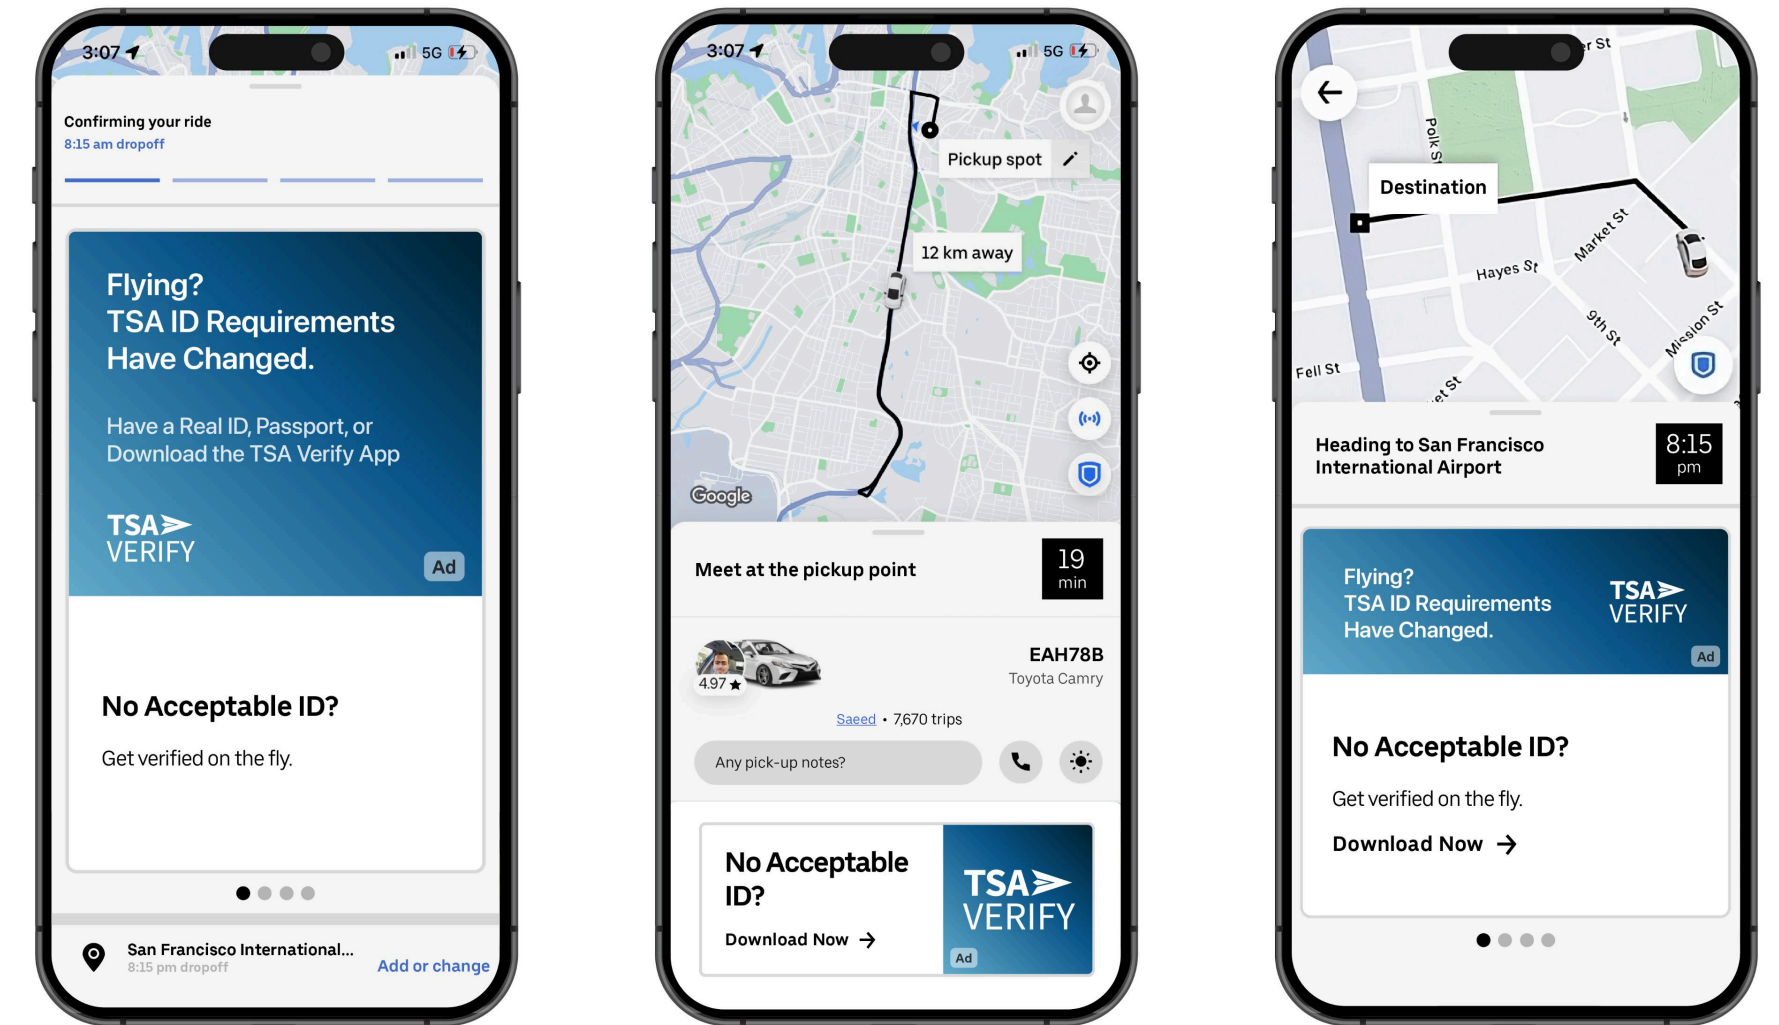 3:07
5G
Confirming your ride
8:15 am dropoff
Flying?
TSA ID Requirements
Have Changed.
Have a Real ID, Passport, or
Download the TSA Verify App
TSA
VERIFY
Ad
No Acceptable ID?
Get verified on the fly.
San Francisco International...
8:15 pm dropoff
Add or change
3:07
5G
Pickup spot
12 km away
Google
Meet at the pickup point
19
min
4.97
EAH78B
Toyota Camry
Saeed • 7,670 trips
Any pick-up notes?
No Acceptable
ID?
Download Now
TSA
VERIFY
Ad
er St
Polk St
Destination
Market St
Hayes St
9th St
Mission St
Fell St
et St
Heading to San Francisco
International Airport
8:15
pm
Flying?
TSA ID Requirements
Have Changed.
TSA
VERIFY
Ad
No Acceptable ID?
Get verified on the fly.
Download Now